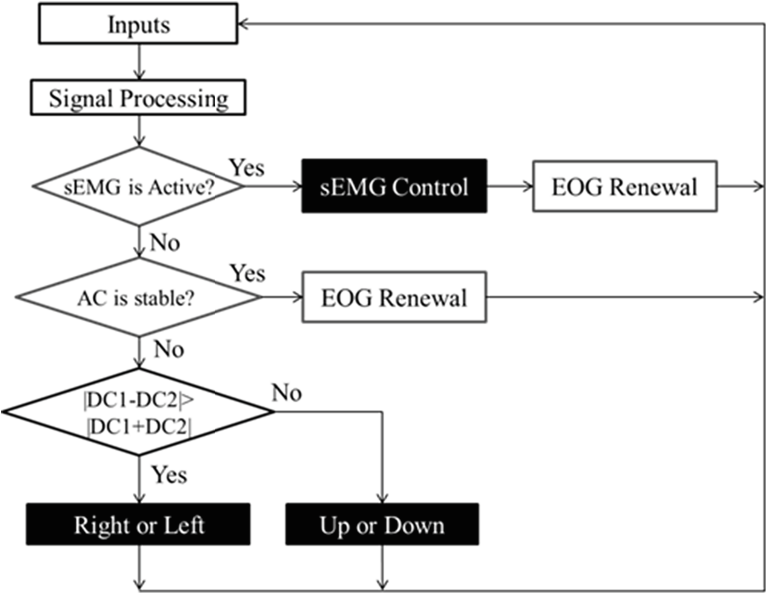 Inputs
Signal Processing
sEMG is Active?
Yes
sEMG Control
EOG Renewal
No
AC is stable?
Yes
EOG Renewal
No
|DC1-DC2|>
|DC1+DC2|
No
Yes
Right or Left
Up or Down